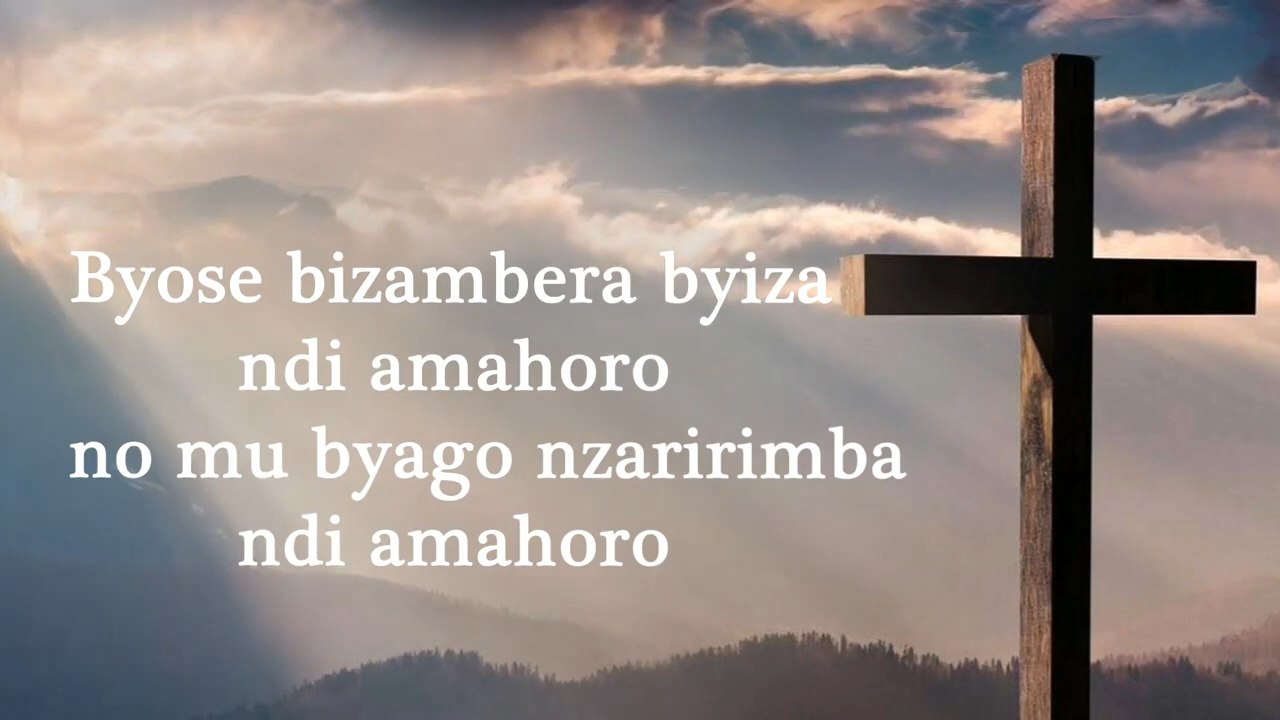 Byose bizambera byiza
ndi amahoro
no mu byago nzaririmba
ndi amahoro